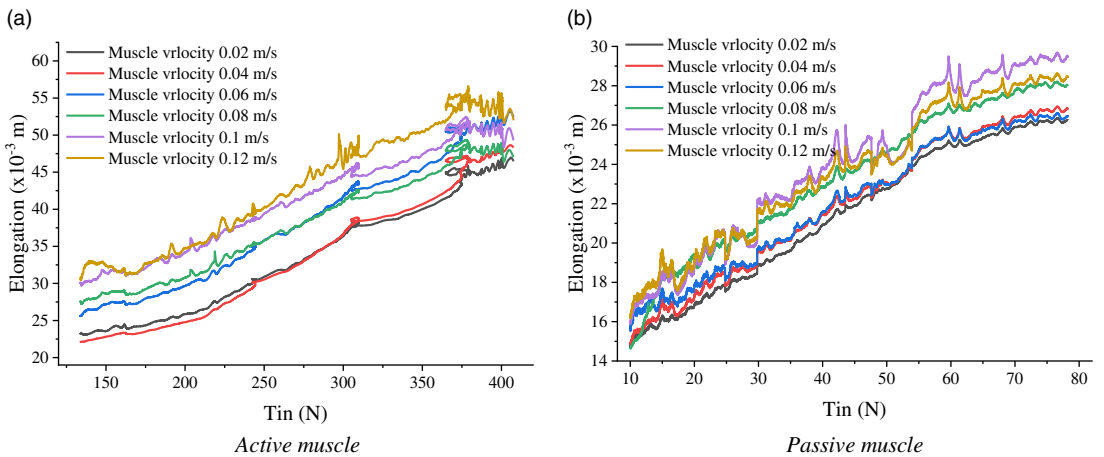 (a)
Muscle vrlocity 0.02 m/s
Muscle vrlocity 0.04 m/s
Muscle vrlocity 0.06 m/s
Muscle vrlocity 0.08 m/s
Muscle vrlocity 0.1 m/s
Muscle vrlocity 0.12 m/s
Elongation (x10⁻³ m)
60
55
50
45
40
35
30
25
20
150 200 250 300 350 400
Tin (N)
Active muscle
(b)
Muscle vrlocity 0.02 m/s
Muscle vrlocity 0.04 m/s
Muscle vrlocity 0.06 m/s
Muscle vrlocity 0.08 m/s
Muscle vrlocity 0.1 m/s
Muscle vrlocity 0.12 m/s
Elongation (x10⁻³ m)
30
28
26
24
22
20
18
16
14
10 20 30 40 50 60 70 80
Tin (N)
Passive muscle